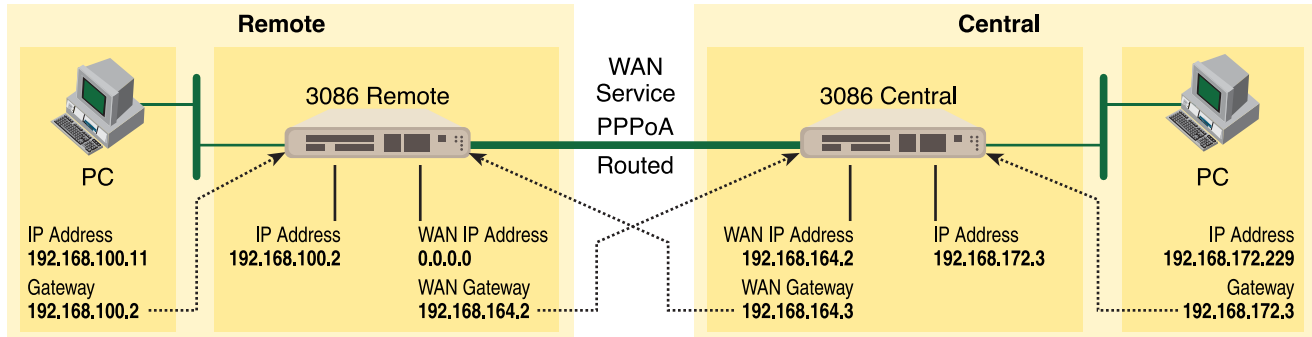 Remote
PC
IP Address
192.168.100.11
Gateway
192.168.100.2
3086 Remote
IP Address
192.168.100.2
WAN IP Address
0.0.0.0
WAN Gateway
192.168.164.2
WAN
Service
PPPoA
Routed
Central
3086 Central
WAN IP Address
192.168.164.2
WAN Gateway
192.168.164.3
IP Address
192.168.172.3
PC
IP Address
192.168.172.229
Gateway
192.168.172.3